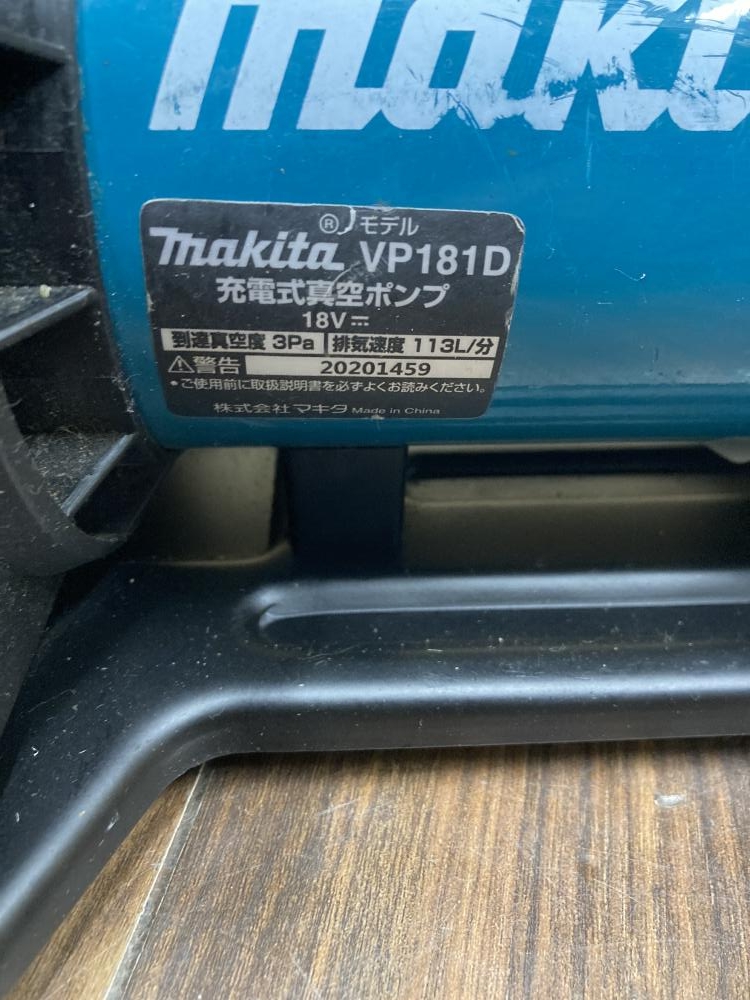 makita
® モデル
makita VP181D
充電式真空ポンプ
18V⎓
到達真空度 3Pa 排気速度 113L/分
⚠警告 20201459
●ご使用前に取扱説明書を必ずよくお読みください。
株式会社マキタ Made in China